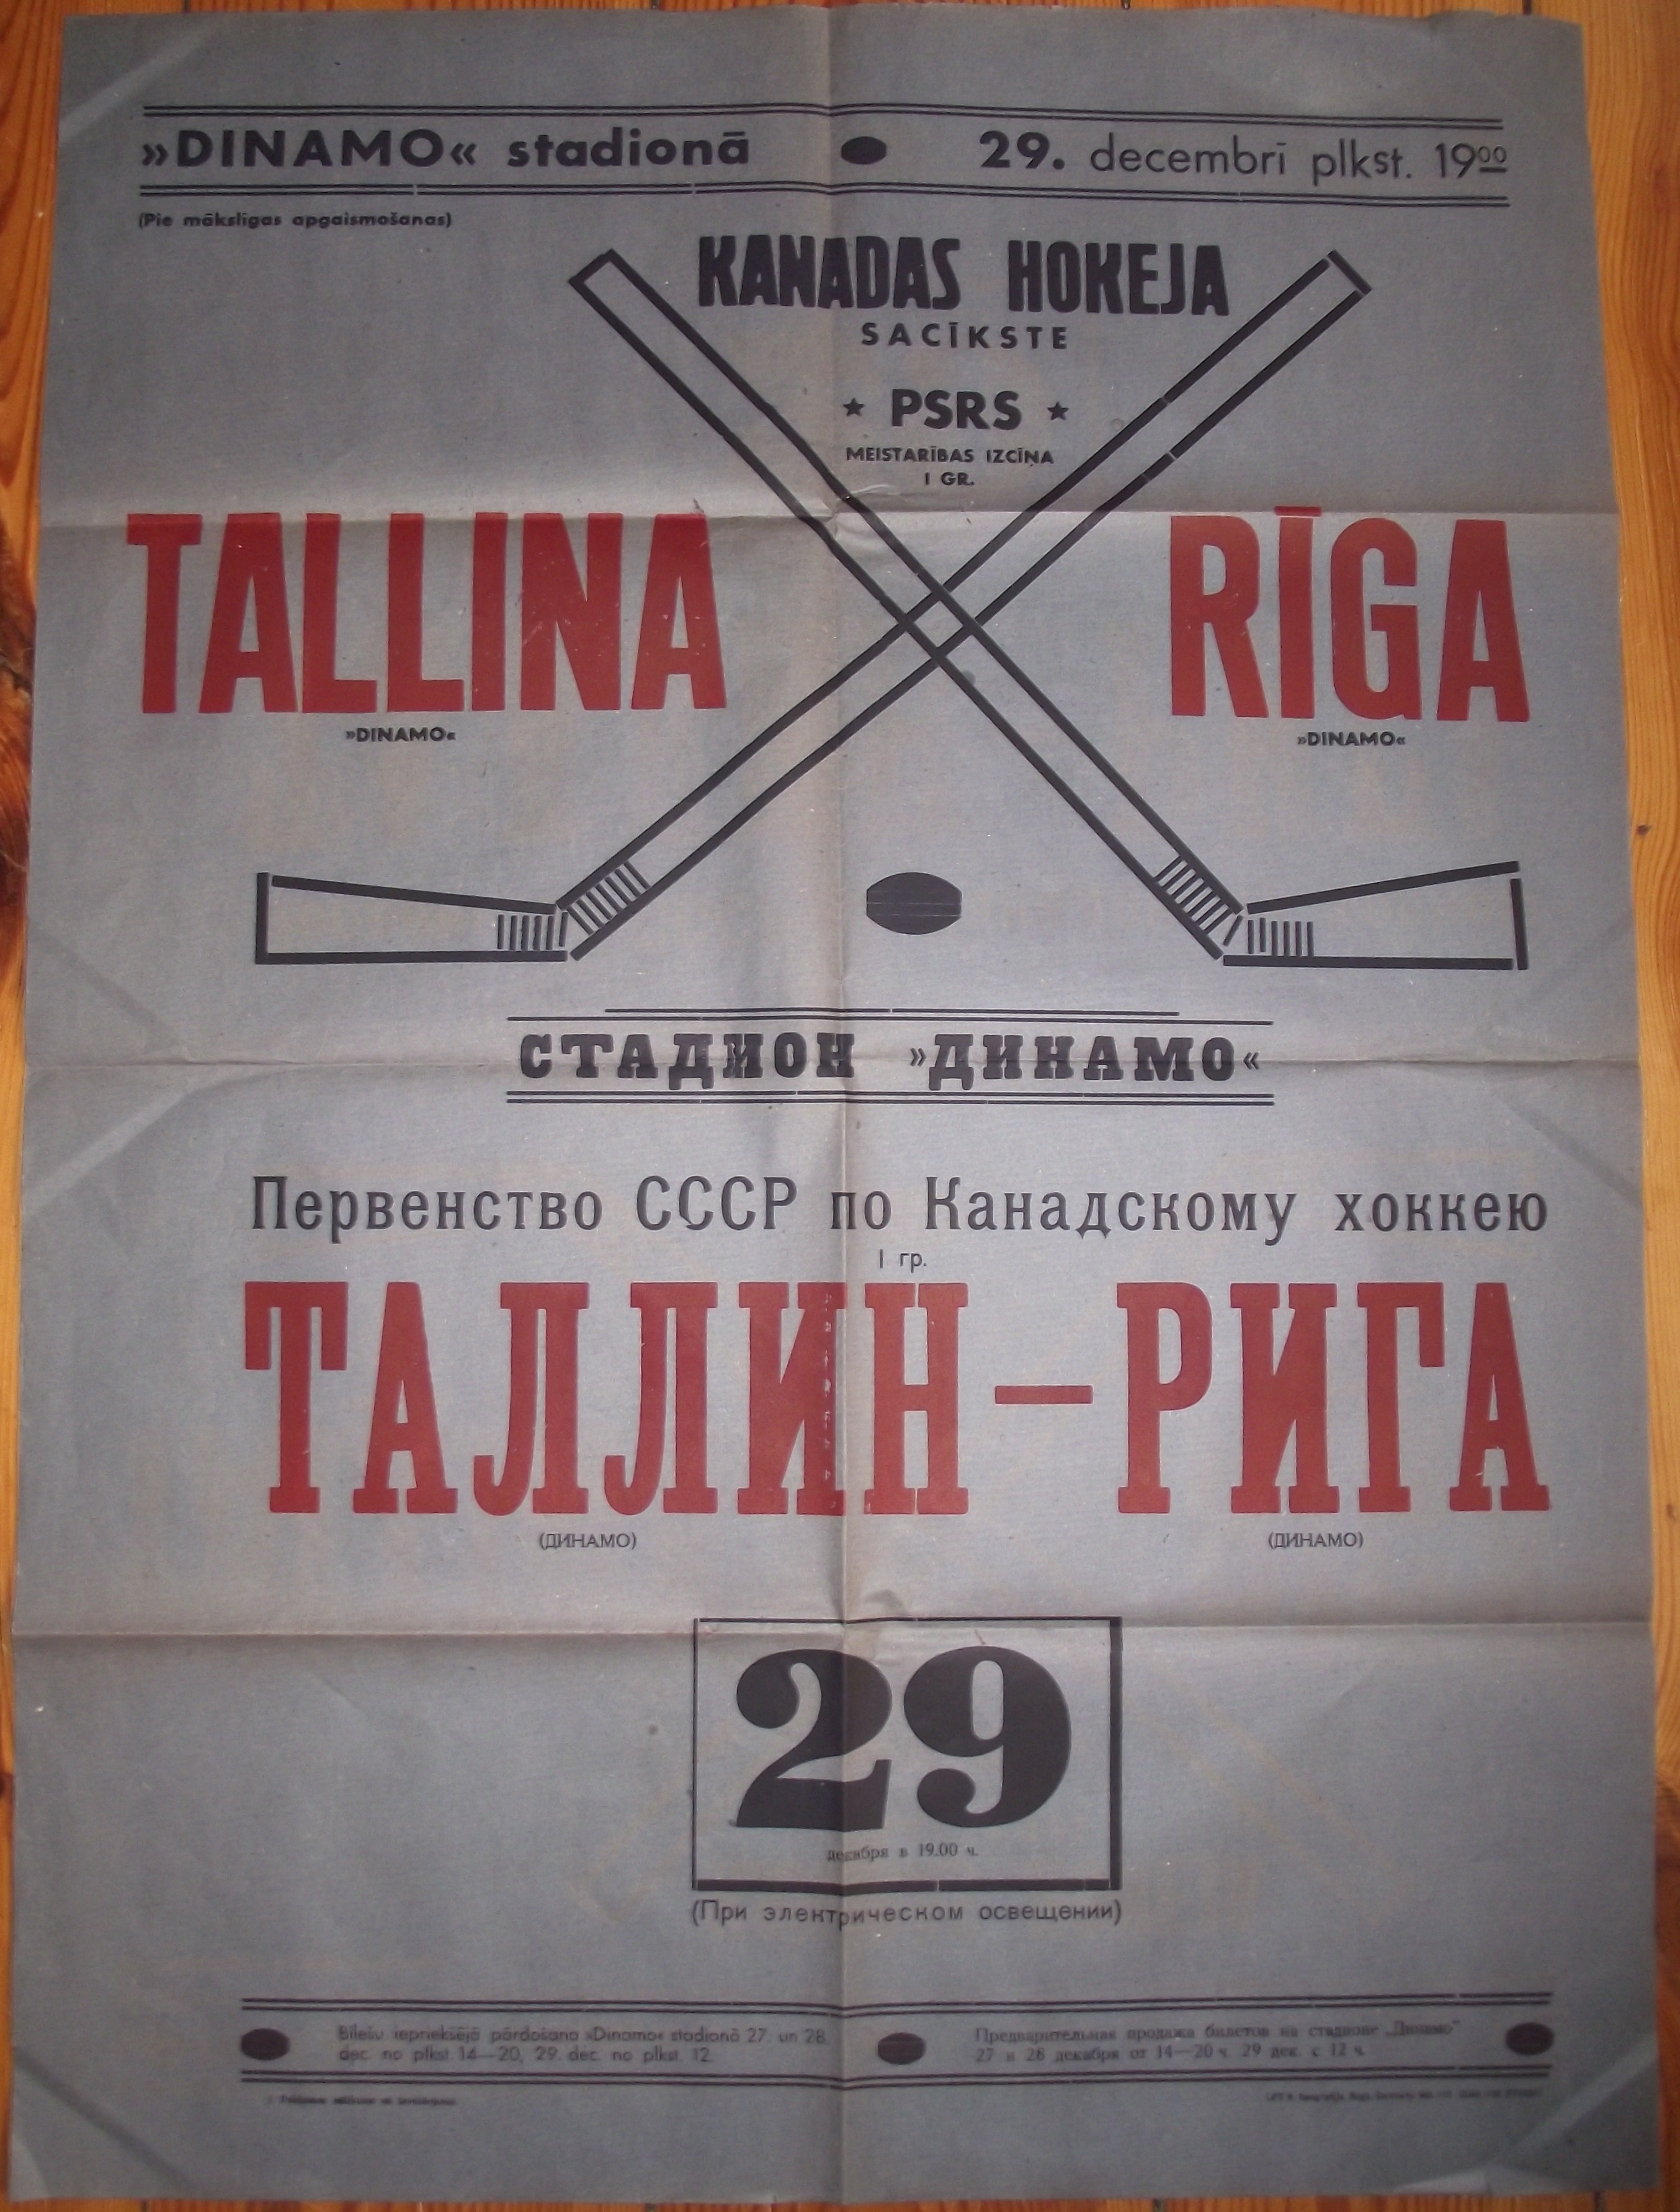 »DINAMO« stadionā ● 29. decembrī plkst. 19⁰⁰
(Pie mākslīgas apgaismošanas)
KANADAS HOKEJA
SACĪKSTE
★ PSRS ★
MEISTARĪBAS IZCĪŅA
I GR.
TALLINA RĪGA
»DINAMO« »DINAMO«
СТАДИОН »ДИНАМО«
Первенство СССР по Канадскому хоккею
I гр.
ТАЛЛИН—РИГА
(ДИНАМО) (ДИНАМО)
29
декабря в 19.00 ч.
(При электрическом освещении)
Biļešu iepriekšējā pārdošana »Dinamo« stadionā 27. un 28.
dec. no plkst. 14—20, 29. dec. no plkst. 12.
Предварительная продажа билетов на стадионе „Динамо"
27 и 28 декабря от 14—20 ч. 29 дек. с 12 ч.